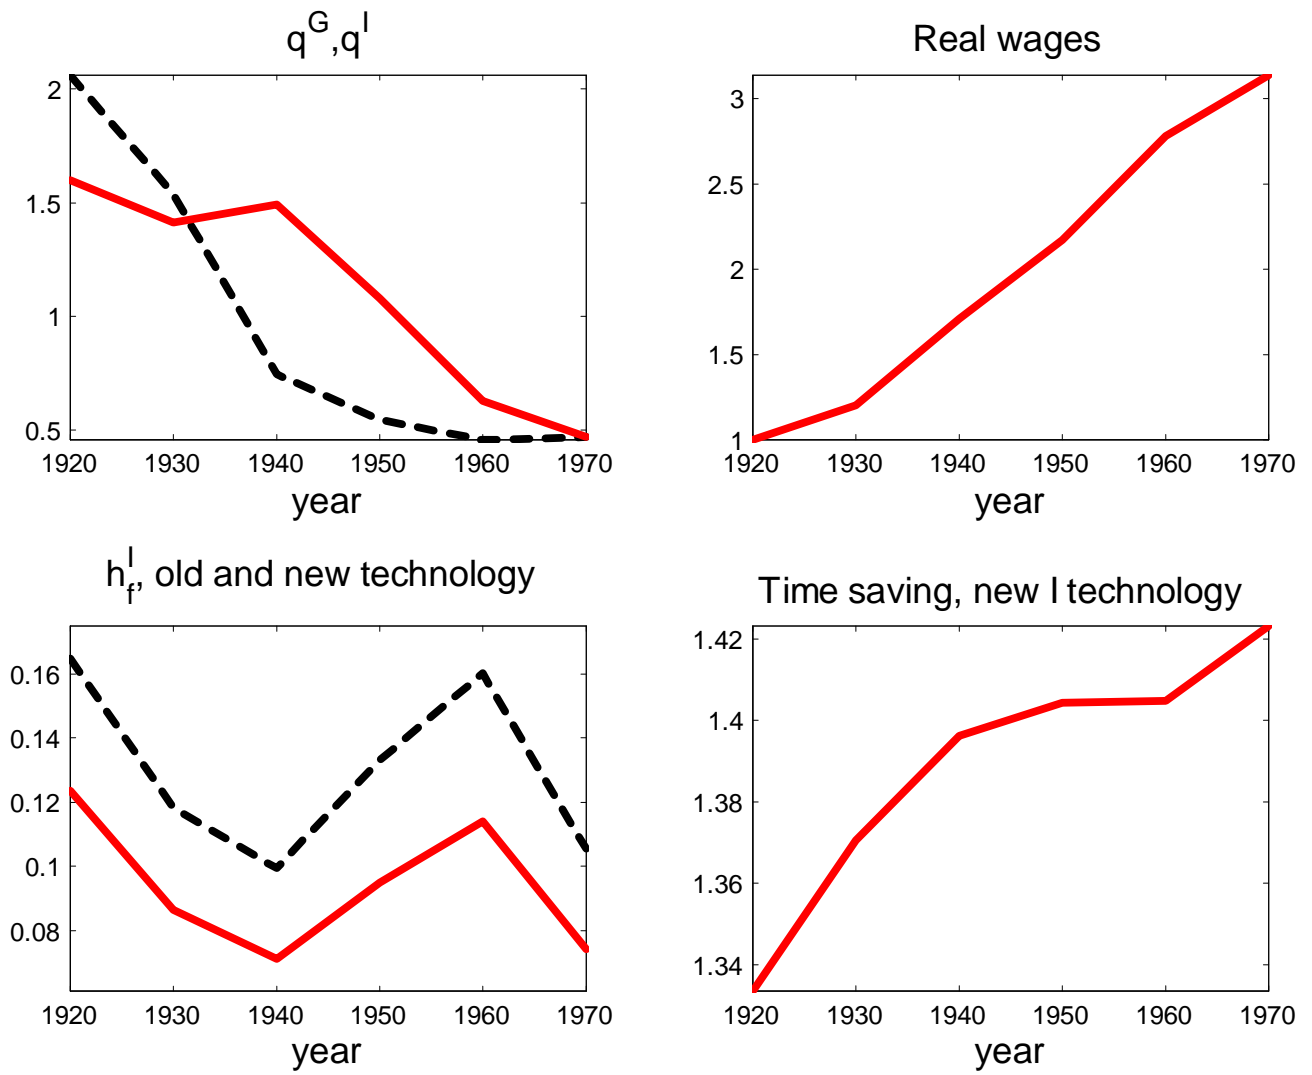 q^G,q^I
2
1.5
1
0.5
1920 1930 1940 1950 1960 1970
year
Real wages
3
2.5
2
1.5
1
1920 1930 1940 1950 1960 1970
year
h_f^I, old and new technology
0.16
0.14
0.12
0.1
0.08
1920 1930 1940 1950 1960 1970
year
Time saving, new I technology
1.42
1.4
1.38
1.36
1.34
1920 1930 1940 1950 1960 1970
year